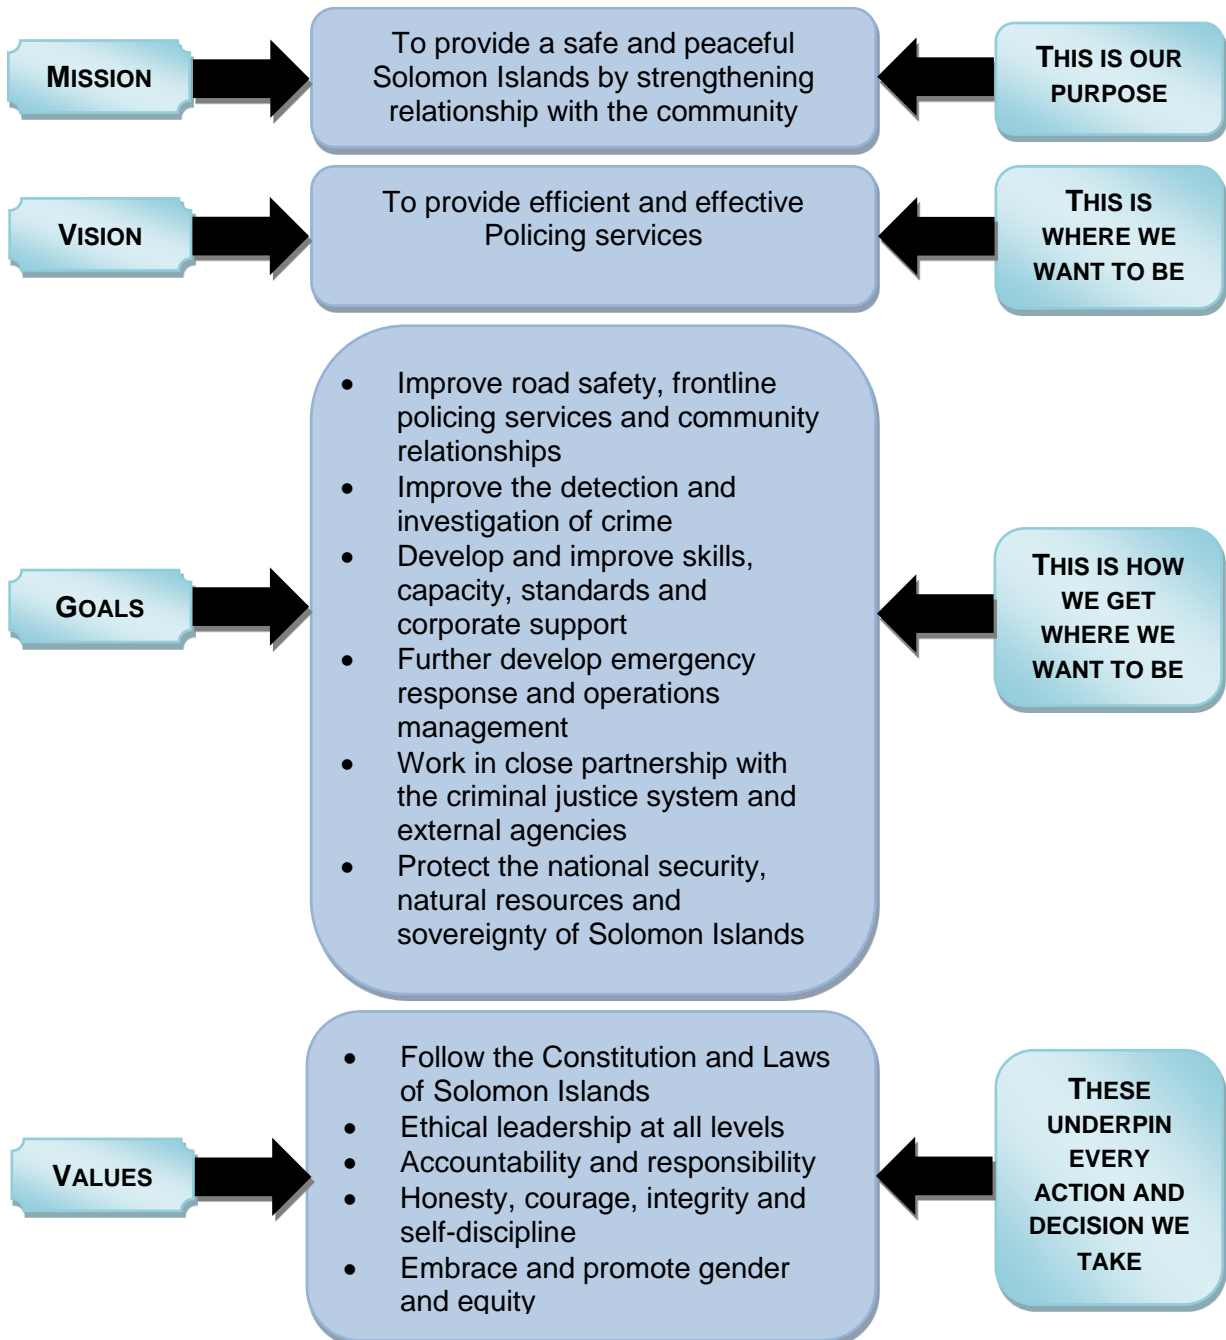 MISSION
To provide a safe and peaceful
Solomon Islands by strengthening
relationship with the community
THIS IS OUR
PURPOSE
VISION
To provide efficient and effective
Policing services
THIS IS
WHERE WE
WANT TO BE
GOALS
• Improve road safety, frontline
policing services and community
relationships
• Improve the detection and
investigation of crime
• Develop and improve skills,
capacity, standards and
corporate support
• Further develop emergency
response and operations
management
• Work in close partnership with
the criminal justice system and
external agencies
• Protect the national security,
natural resources and
sovereignty of Solomon Islands
THIS IS HOW
WE GET
WHERE WE
WANT TO BE
VALUES
• Follow the Constitution and Laws
of Solomon Islands
• Ethical leadership at all levels
• Accountability and responsibility
• Honesty, courage, integrity and
self-discipline
• Embrace and promote gender
and equity
THESE
UNDERPIN
EVERY
ACTION AND
DECISION WE
TAKE